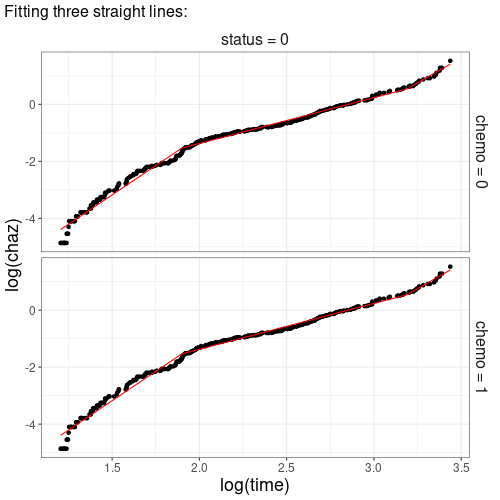 Fitting three straight lines:
status = 0
0
-2
-4
chemo = 0
log(chaz)
0
-2
-4
chemo = 1
1.5 2.0 2.5 3.0 3.5
log(time)